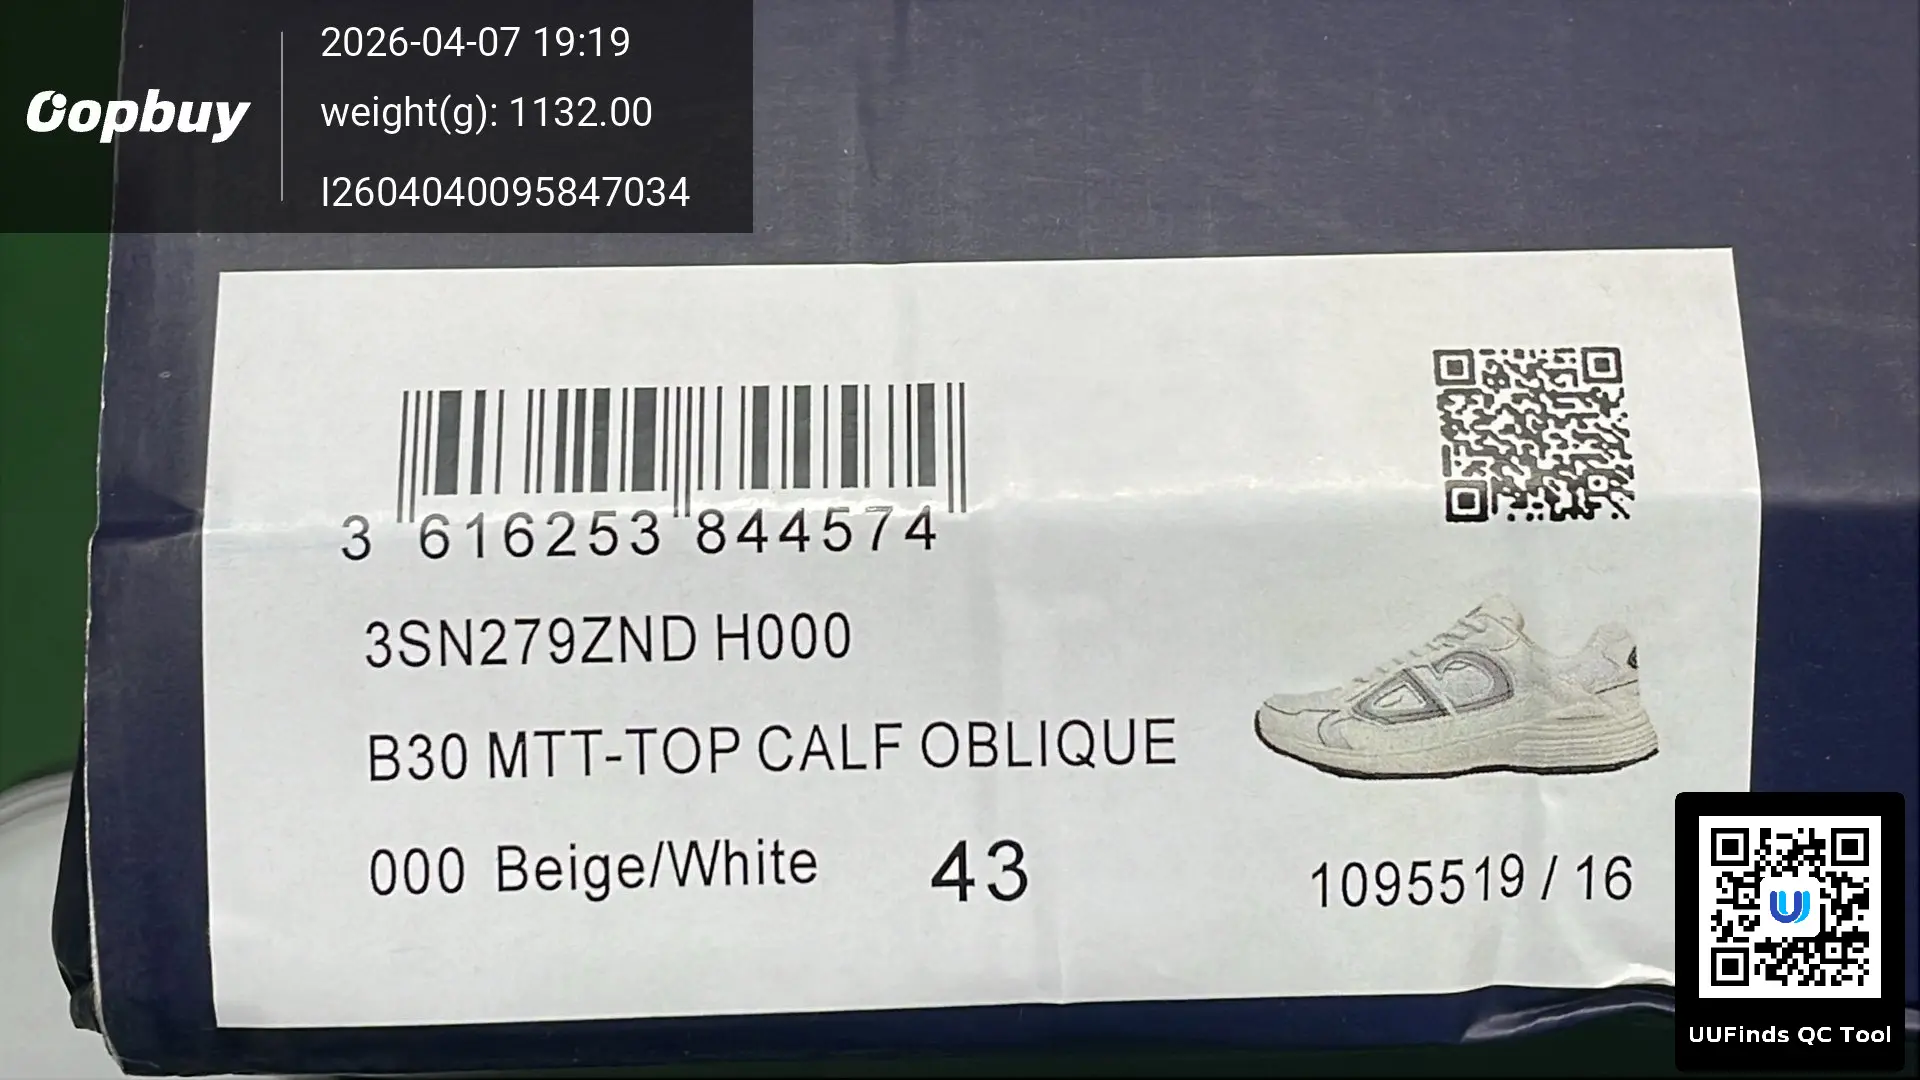 Oopbuy
2026-04-07 19:19
weight(g): 1132.00
I2604040095847034
3 616253 844574
3SN279ZND H000
B30 MTT-TOP CALF OBLIQUE
000 Beige/White 43
1095519 / 16
UUFinds QC Tool